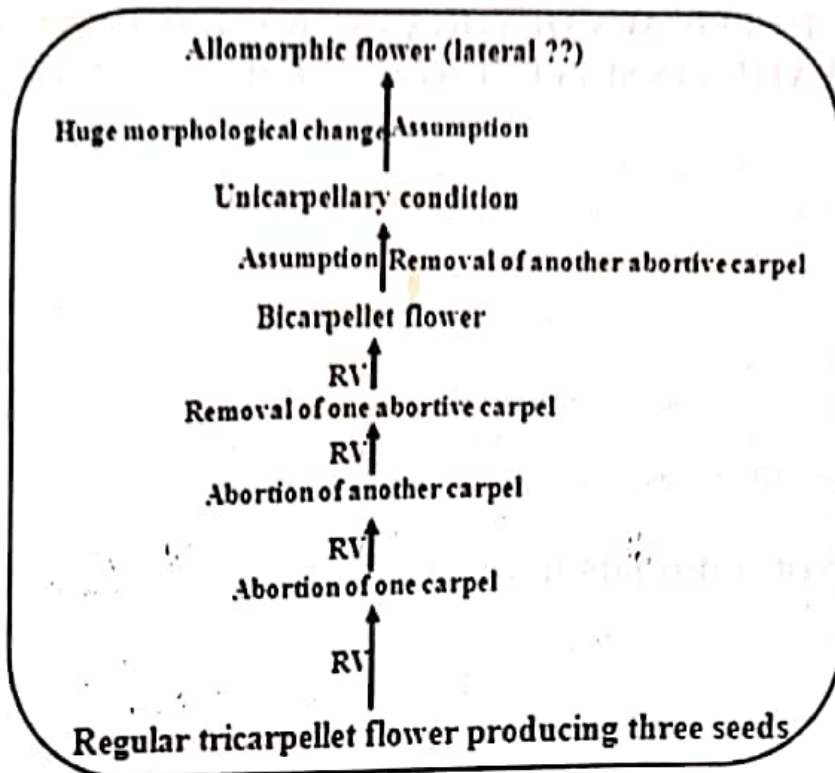 Allomorphic flower (lateral ??)
Huge morphological change Assumption
Unicarpellary condition
Assumption Removal of another abortive carpel
Bicarpellet flower
RV
Removal of one abortive carpel
RV
Abortion of another carpel
RV
Abortion of one carpel
RV
Regular tricarpellet flower producing three seeds